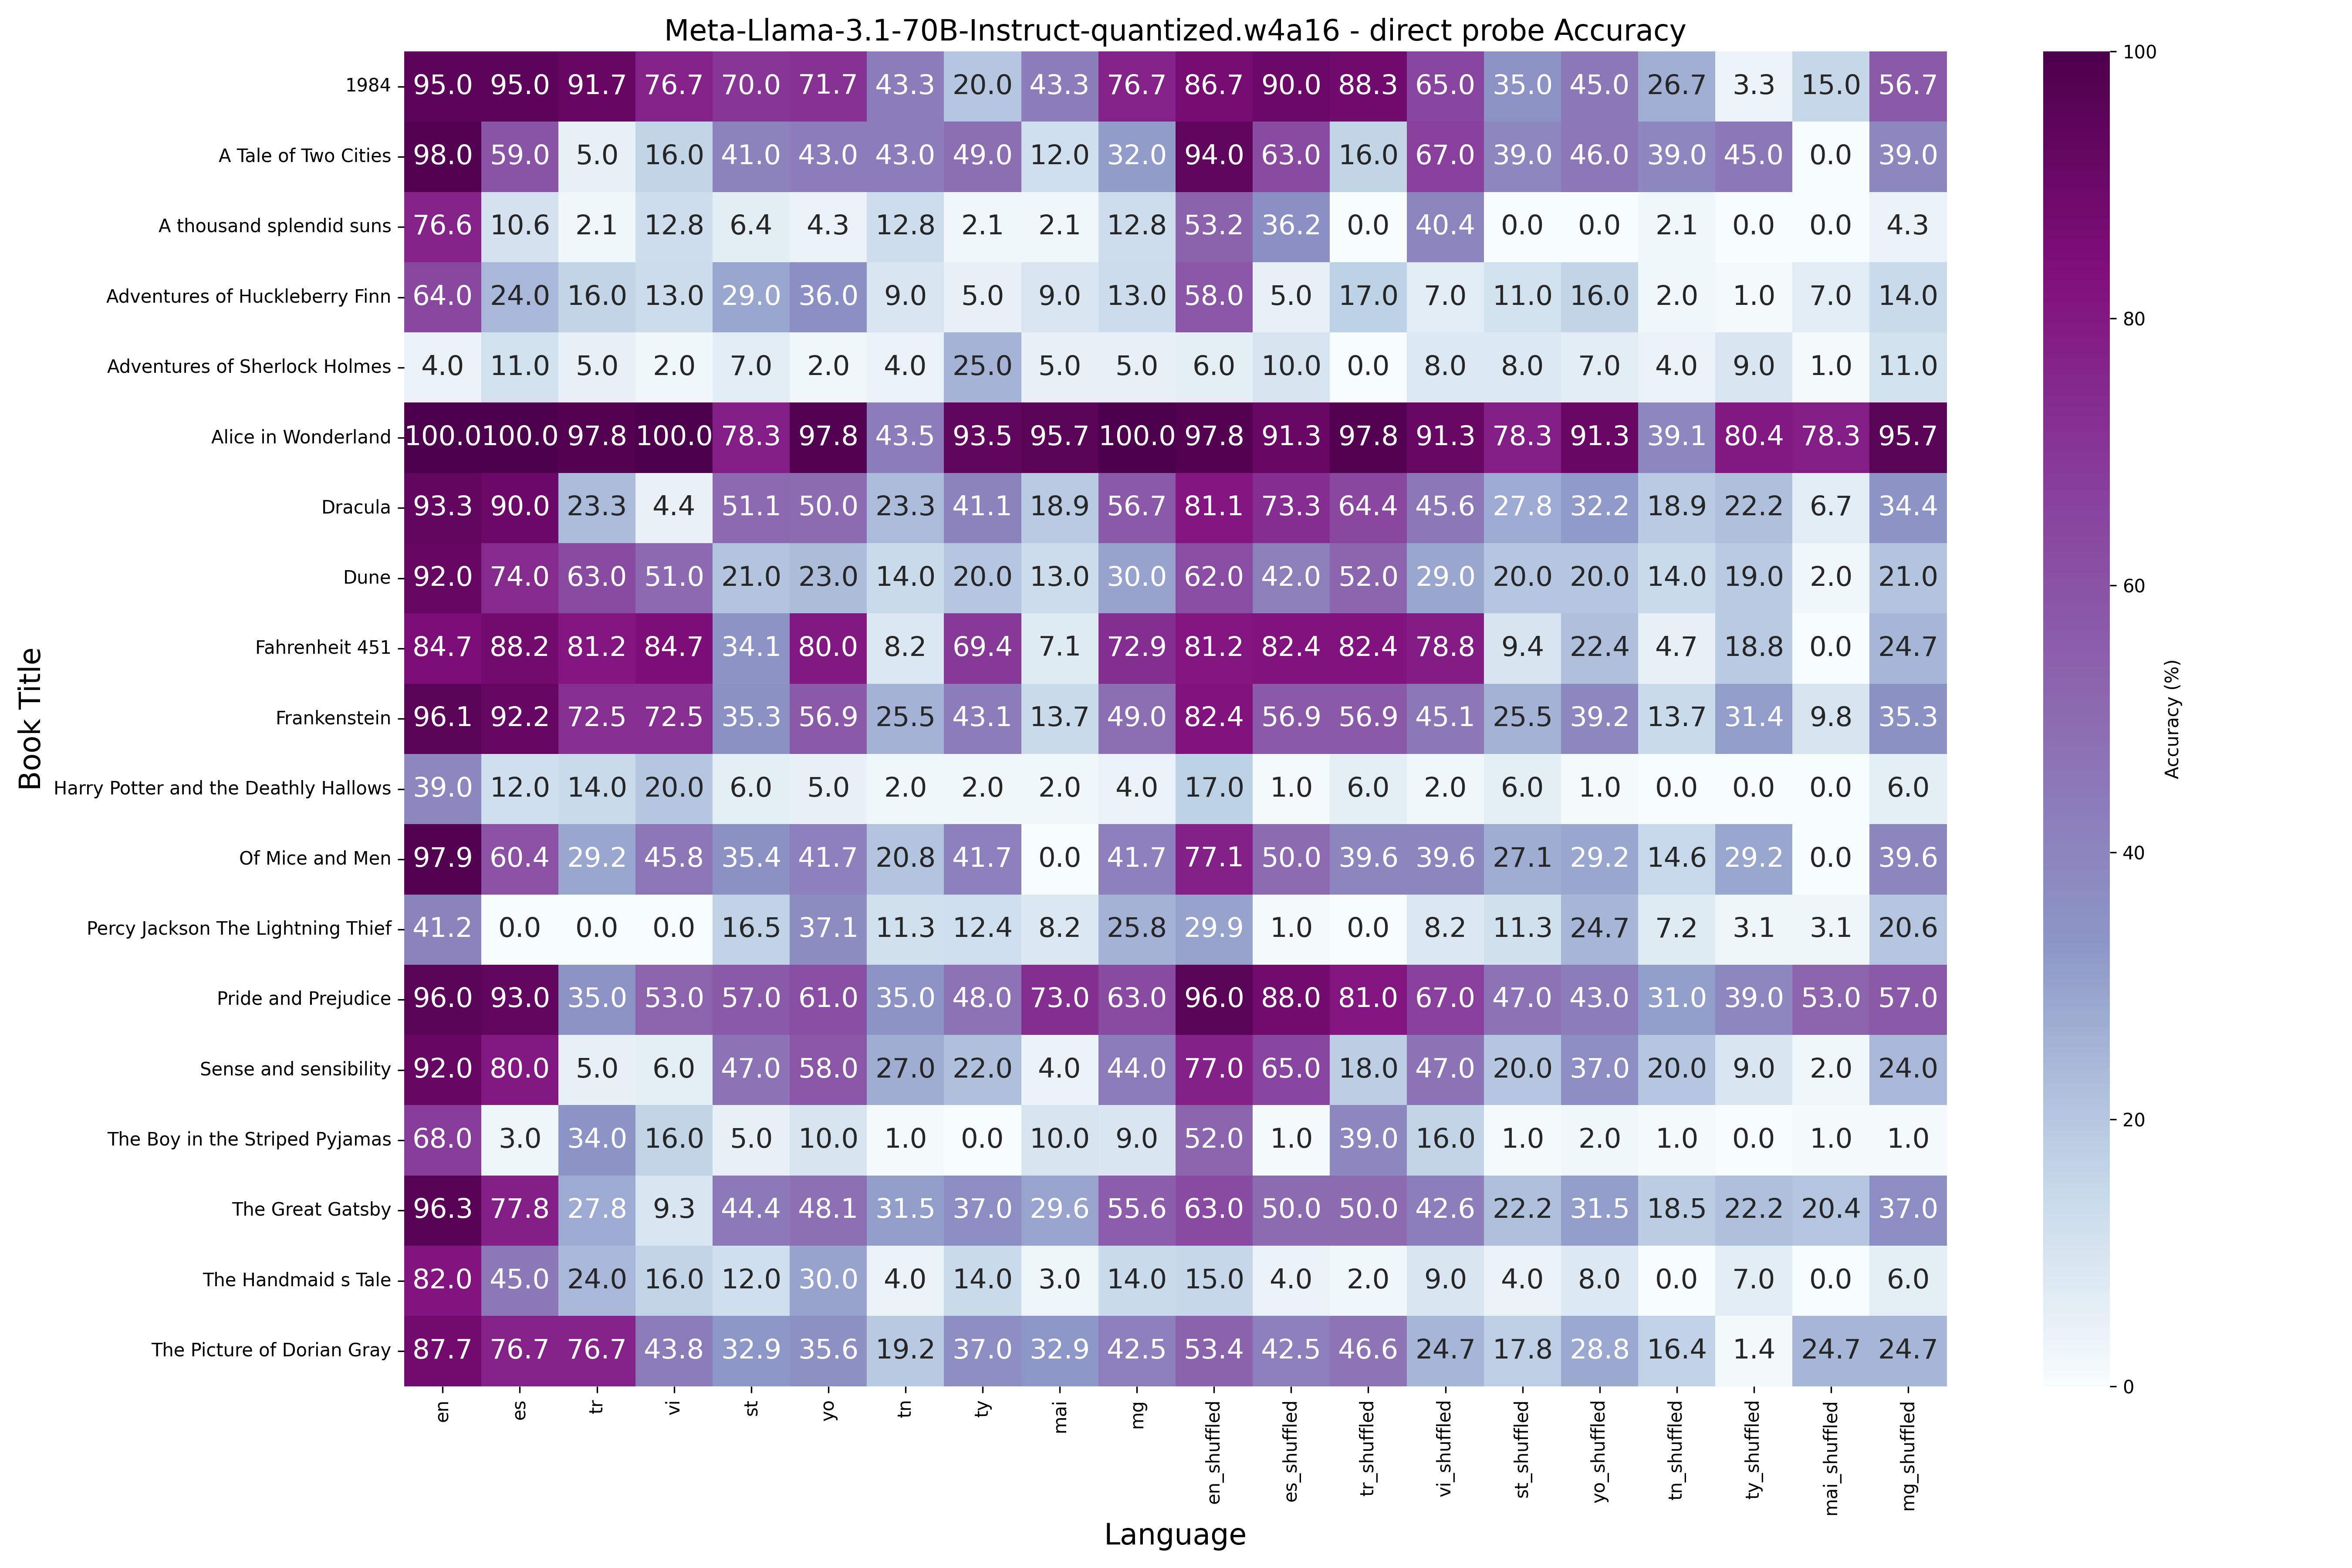 Meta-Llama-3.1-70B-Instruct-quantized.w4a16 - direct probe Accuracy
1984 95.0 95.0 91.7 76.7 70.0 71.7 43.3 20.0 43.3 76.7 86.7 90.0 88.3 65.0 35.0 45.0 26.7 3.3 15.0 56.7
A Tale of Two Cities 98.0 59.0 5.0 16.0 41.0 43.0 43.0 49.0 12.0 32.0 94.0 63.0 16.0 67.0 39.0 46.0 39.0 45.0 0.0 39.0
A thousand splendid suns 76.6 10.6 2.1 12.8 6.4 4.3 12.8 2.1 2.1 12.8 53.2 36.2 0.0 40.4 0.0 0.0 2.1 0.0 0.0 4.3
Adventures of Huckleberry Finn 64.0 24.0 16.0 13.0 29.0 36.0 9.0 5.0 9.0 13.0 58.0 5.0 17.0 7.0 11.0 16.0 2.0 1.0 7.0 14.0
Adventures of Sherlock Holmes 4.0 11.0 5.0 2.0 7.0 2.0 4.0 25.0 5.0 5.0 6.0 10.0 0.0 8.0 8.0 7.0 4.0 9.0 1.0 11.0
Alice in Wonderland 100.0 100.0 97.8 100.0 78.3 97.8 43.5 93.5 95.7 100.0 97.8 91.3 97.8 91.3 78.3 91.3 39.1 80.4 78.3 95.7
Dracula 93.3 90.0 23.3 4.4 51.1 50.0 23.3 41.1 18.9 56.7 81.1 73.3 64.4 45.6 27.8 32.2 18.9 22.2 6.7 34.4
Dune 92.0 74.0 63.0 51.0 21.0 23.0 14.0 20.0 13.0 30.0 62.0 42.0 52.0 29.0 20.0 20.0 14.0 19.0 2.0 21.0
Fahrenheit 451 84.7 88.2 81.2 84.7 34.1 80.0 8.2 69.4 7.1 72.9 81.2 82.4 82.4 78.8 9.4 22.4 4.7 18.8 0.0 24.7
Frankenstein 96.1 92.2 72.5 72.5 35.3 56.9 25.5 43.1 13.7 49.0 82.4 56.9 56.9 45.1 25.5 39.2 13.7 31.4 9.8 35.3
Harry Potter and the Deathly Hallows 39.0 12.0 14.0 20.0 6.0 5.0 2.0 2.0 2.0 4.0 17.0 1.0 6.0 2.0 6.0 1.0 0.0 0.0 0.0 6.0
Of Mice and Men 97.9 60.4 29.2 45.8 35.4 41.7 20.8 41.7 0.0 41.7 77.1 50.0 39.6 39.6 27.1 29.2 14.6 29.2 0.0 39.6
Percy Jackson The Lightning Thief 41.2 0.0 0.0 0.0 16.5 37.1 11.3 12.4 8.2 25.8 29.9 1.0 0.0 8.2 11.3 24.7 7.2 3.1 3.1 20.6
Pride and Prejudice 96.0 93.0 35.0 53.0 57.0 61.0 35.0 48.0 73.0 63.0 96.0 88.0 81.0 67.0 47.0 43.0 31.0 39.0 53.0 57.0
Sense and sensibility 92.0 80.0 5.0 6.0 47.0 58.0 27.0 22.0 4.0 44.0 77.0 65.0 18.0 47.0 20.0 37.0 20.0 9.0 2.0 24.0
The Boy in the Striped Pyjamas 68.0 3.0 34.0 16.0 5.0 10.0 1.0 0.0 10.0 9.0 52.0 1.0 39.0 16.0 1.0 2.0 1.0 0.0 1.0 1.0
The Great Gatsby 96.3 77.8 27.8 9.3 44.4 48.1 31.5 37.0 29.6 55.6 63.0 50.0 50.0 42.6 22.2 31.5 18.5 22.2 20.4 37.0
The Handmaid s Tale 82.0 45.0 24.0 16.0 12.0 30.0 4.0 14.0 3.0 14.0 15.0 4.0 2.0 9.0 4.0 8.0 0.0 7.0 0.0 6.0
The Picture of Dorian Gray 87.7 76.7 76.7 43.8 32.9 35.6 19.2 37.0 32.9 42.5 53.4 42.5 46.6 24.7 17.8 28.8 16.4 1.4 24.7 24.7
en es tr vi st yo tn ty mai mg en_shuffled es_shuffled tr_shuffled vi_shuffled st_shuffled yo_shuffled tn_shuffled ty_shuffled mai_shuffled mg_shuffled
Language
Book Title
100
80
60
40
20
0
Accuracy (%)